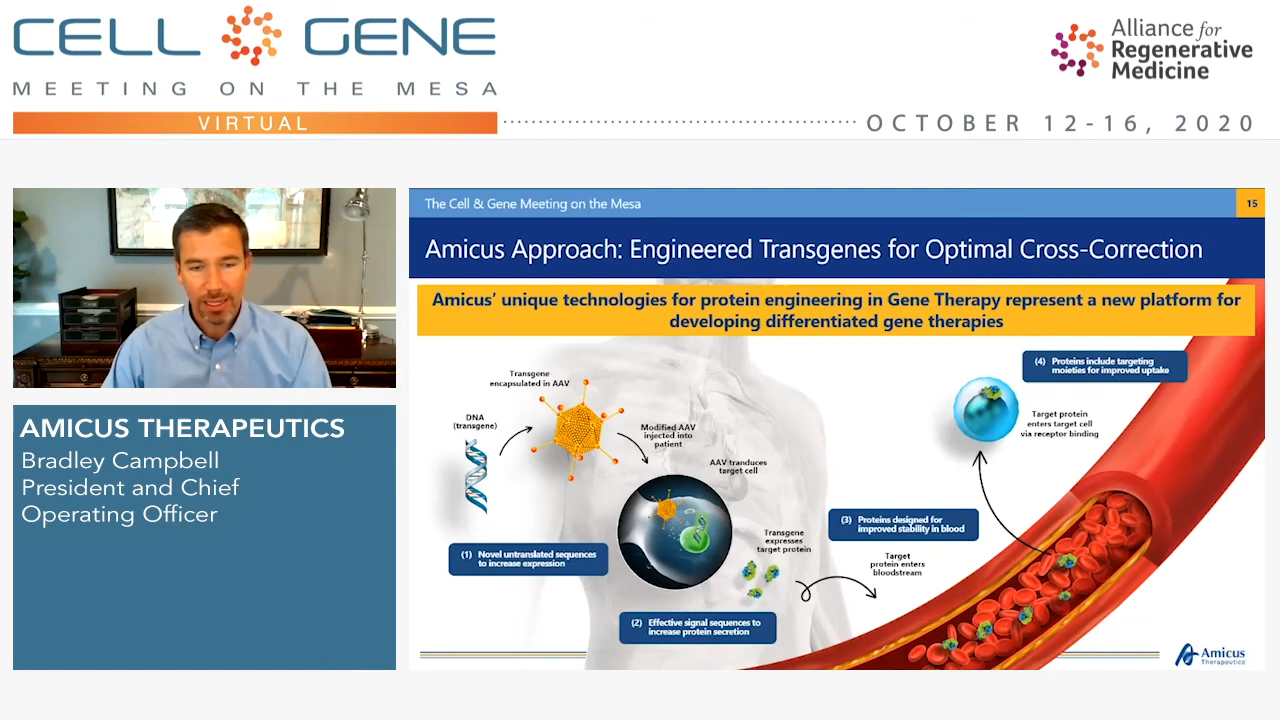 CELL GENE
MEETING ON THE MESA
VIRTUAL
Alliance for
Regenerative
Medicine
OCTOBER 12-16, 2020
AMICUS THERAPEUTICS
Bradley Campbell
President and Chief
Operating Officer
The Cell & Gene Meeting on the Mesa
15
Amicus Approach: Engineered Transgenes for Optimal Cross-Correction
Amicus' unique technologies for protein engineering in Gene Therapy represent a new platform for
developing differentiated gene therapies
Transgene
encapsulated in AAV
DNA
(transgene)
Modified AAV
injected into
patient
AAV tranduces
target cell
(1) Novel untranslated sequences
to increase expression
Transgene
expresses
target protein
(2) Effective signal sequences to
increase protein secretion
(3) Proteins designed for
improved stability in blood
Target
protein enters
bloodstream
(4) Proteins include targeting
moieties for improved uptake
Target protein
enters target cell
via receptor binding
Amicus
Therapeutics